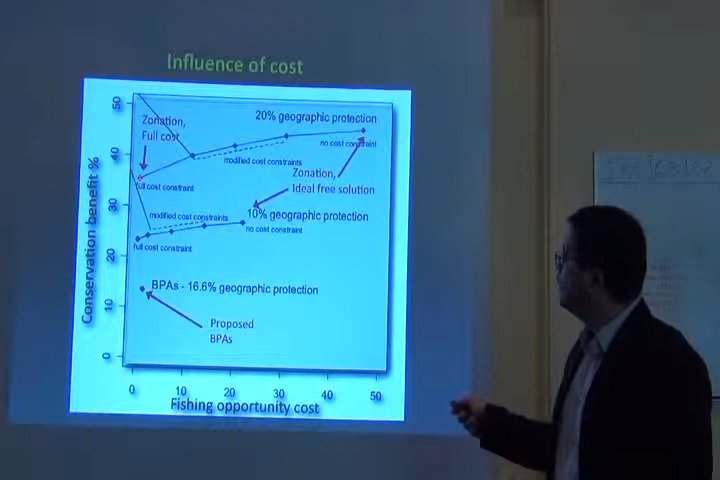 Influence of cost
50
40
30
20
10
0
Conservation benefit %
Zonation,
Full cost
20% geographic protection
no cost constraint
modified cost constraints
full cost constraint
Zonation,
Ideal free solution
10% geographic protection
modified cost constraints
no cost constraint
full cost constraint
BPAs - 16.6% geographic protection
Proposed
BPAs
0 10 20 30 40 50
Fishing opportunity cost